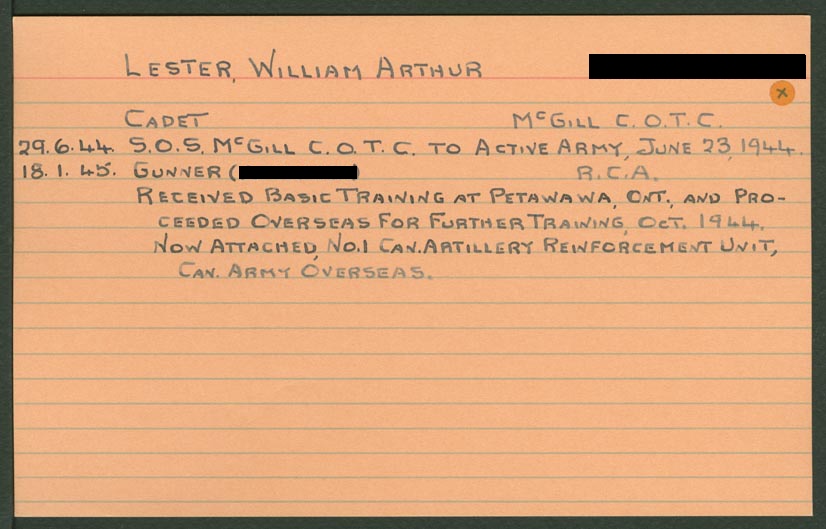 LESTER, WILLIAM ARTHUR
x
CADET McGILL C.O.T.C.
29.6.44. S.O.S. McGILL C.O.T.C. TO ACTIVE ARMY, JUNE 23, 1944.
18.1.45. GUNNER ( ) R.C.A.
RECEIVED BASIC TRAINING AT PETAWAWA, ONT., AND PRO-
CEEDED OVERSEAS FOR FURTHER TRAINING, OCT. 1944.
NOW ATTACHED, NO.1 CAN. ARTILLERY REINFORCEMENT UNIT,
CAN. ARMY OVERSEAS.